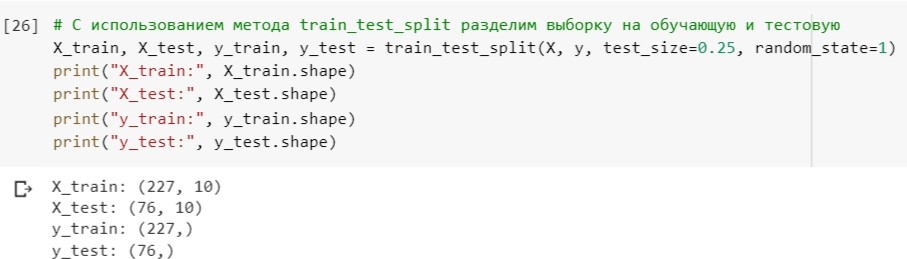 [26] # С использованием метода train_test_split разделим выборку на обучающую и тестовую
X_train, X_test, y_train, y_test = train_test_split(X, y, test_size=0.25, random_state=1)
print("X_train:", X_train.shape)
print("X_test:", X_test.shape)
print("y_train:", y_train.shape)
print("y_test:", y_test.shape)
X_train: (227, 10)
X_test: (76, 10)
y_train: (227,)
y_test: (76,)